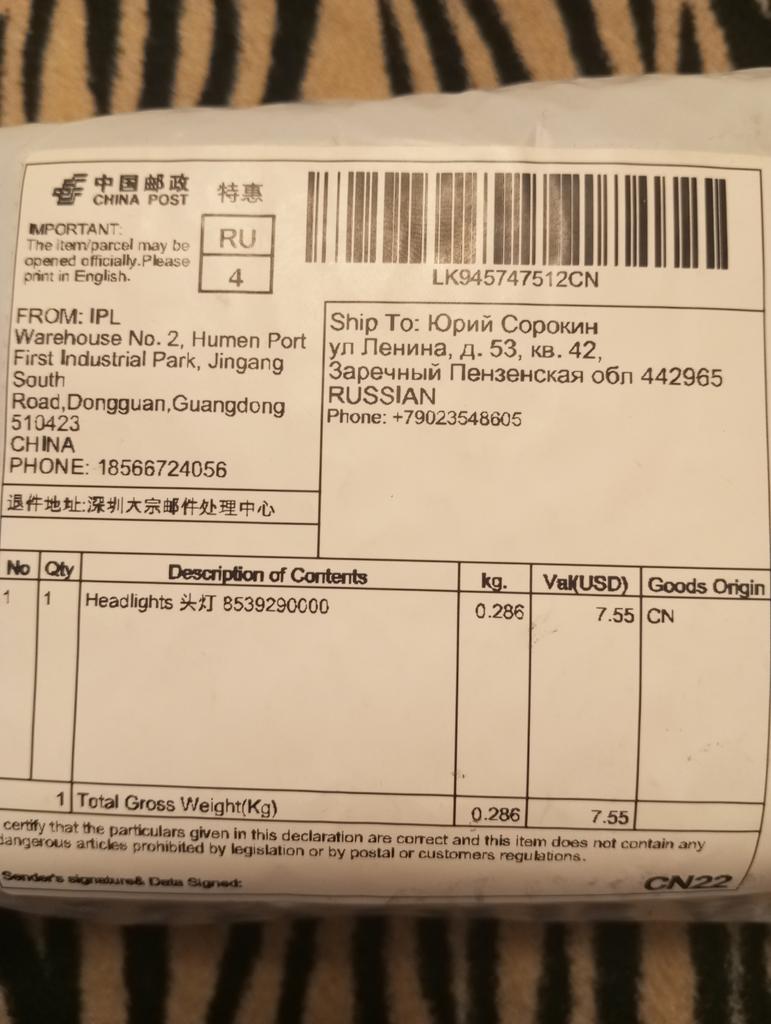 中国邮政
CHINA POST
特惠
IMPORTANT:
The item/parcel may be
opened officially.Please
print in English.
RU
4
LK945747512CN
FROM: IPL
Warehouse No. 2, Humen Port
First Industrial Park, Jingang
South
Road,Dongguan,Guangdong
510423
CHINA
PHONE: 18566724056
退件地址:深圳大宗邮件处理中心
Ship To: Юрий Сорокин
ул Ленина, д. 53, кв. 42,
Заречный Пензенская обл 442965
RUSSIAN
Phone: +79023548605
No Qty Description of Contents kg. Val(USD) Goods Origin
1 1 Headlights 头灯 8539290000 0.286 7.55 CN
1 Total Gross Weight(Kg) 0.286 7.55
certify that the particulars given in this declaration are correct and this item does not contain any
dangerous articles prohibited by legislation or by postal or customers regulations.
Sender's signature& Data Signed:
CN22